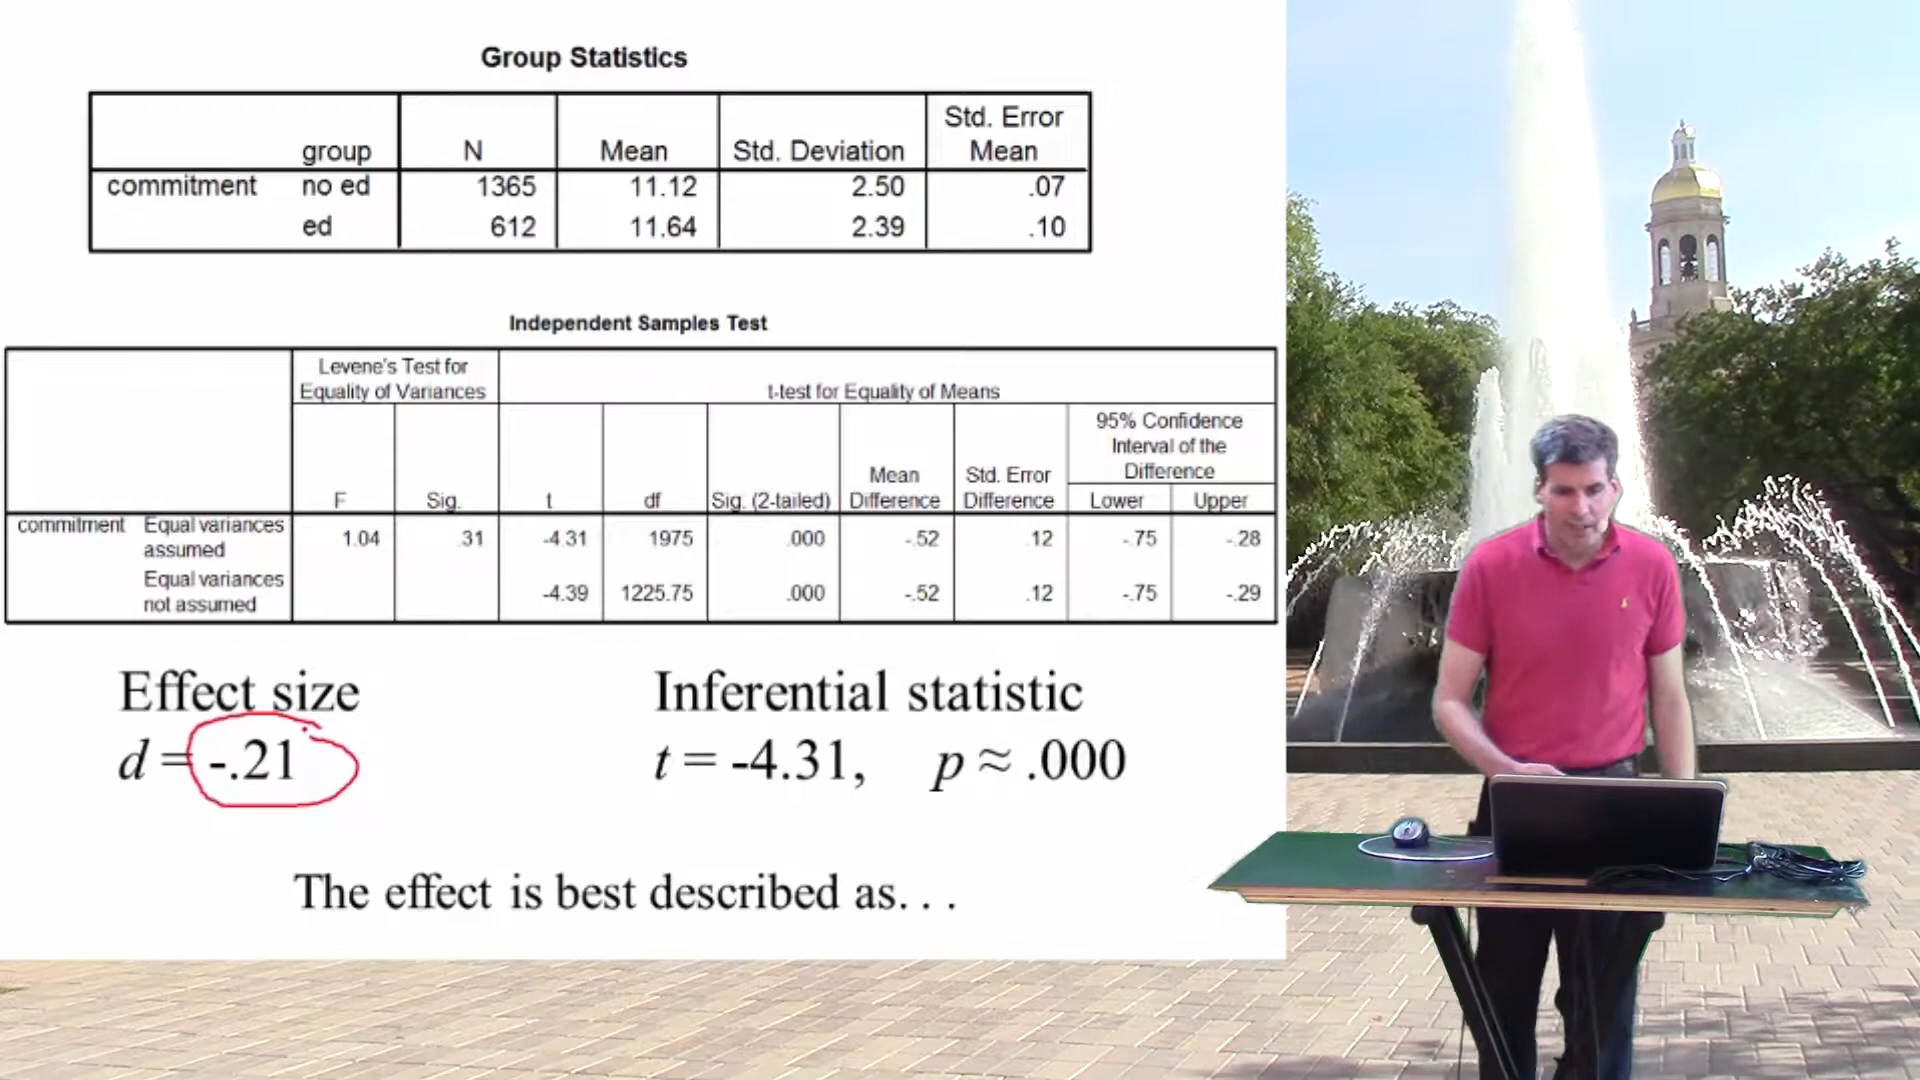 Group Statistics
group N Mean Std. Deviation Std. Error Mean
commitment no ed 1365 11.12 2.50 .07
ed 612 11.64 2.39 .10
Independent Samples Test
Levene's Test for Equality of Variances
t-test for Equality of Means
F Sig. t df Sig. (2-tailed) Mean Difference Std. Error Difference 95% Confidence Interval of the Difference
Lower Upper
commitment Equal variances assumed 1.04 .31 -4.31 1975 .000 -.52 .12 -.75 -.28
Equal variances not assumed -4.39 1225.75 .000 -.52 .12 -.75 -.29
Effect size Inferential statistic
d = -.21 t = -4.31, p ≈ .000
The effect is best described as. . .